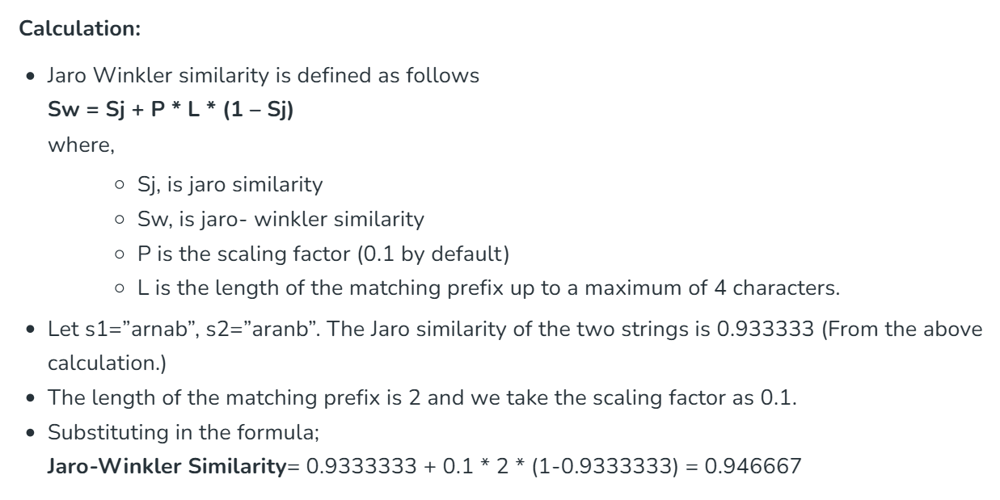 Calculation:
• Jaro Winkler similarity is defined as follows
Sw = Sj + P * L * (1 – Sj)
where,
○ Sj, is jaro similarity
○ Sw, is jaro- winkler similarity
○ P is the scaling factor (0.1 by default)
○ L is the length of the matching prefix up to a maximum of 4 characters.
• Let s1=”arnab”, s2=”aranb”. The Jaro similarity of the two strings is 0.933333 (From the above
calculation.)
• The length of the matching prefix is 2 and we take the scaling factor as 0.1.
• Substituting in the formula;
Jaro-Winkler Similarity= 0.9333333 + 0.1 * 2 * (1-0.9333333) = 0.946667